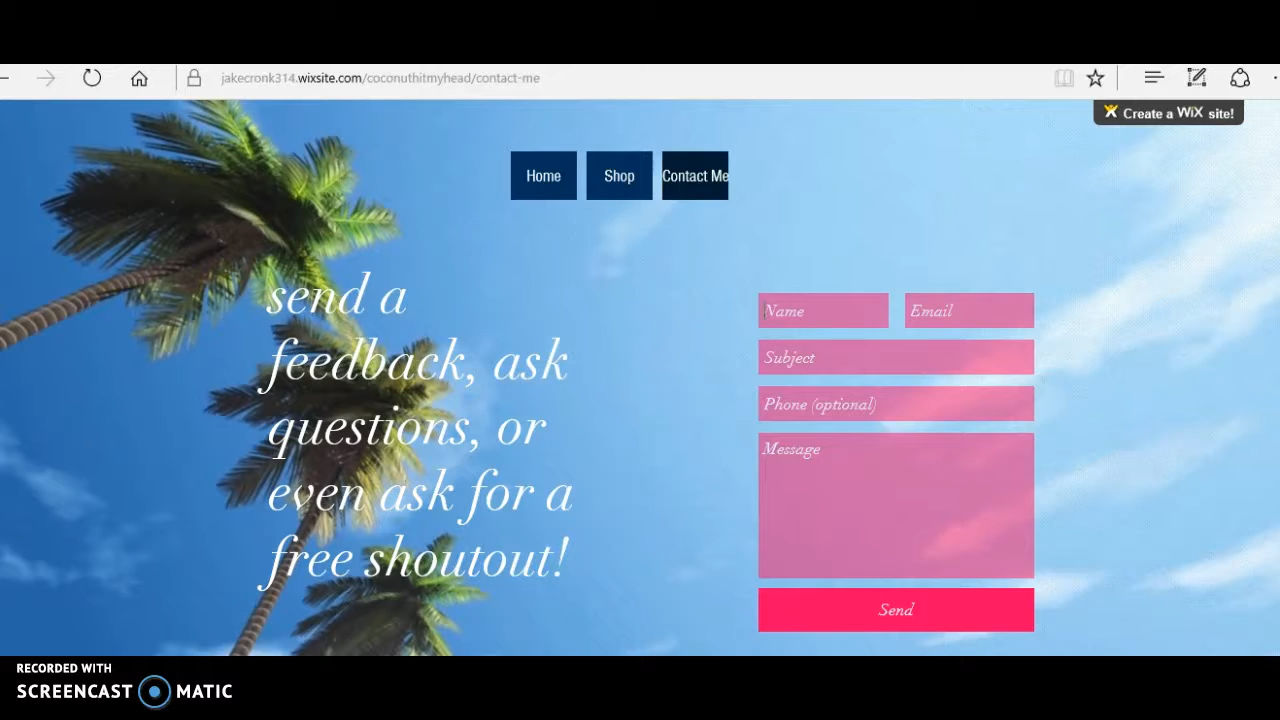 jakecronk314.wixsite.com/coconuthitmyhead/contact-me
Create a WiX site!
Home
Shop
Contact Me
send a
feedback, ask
questions, or
even ask for a
free shoutout!
Name
Email
Subject
Phone (optional)
Message
Send
RECORDED WITH
SCREENCAST MATIC